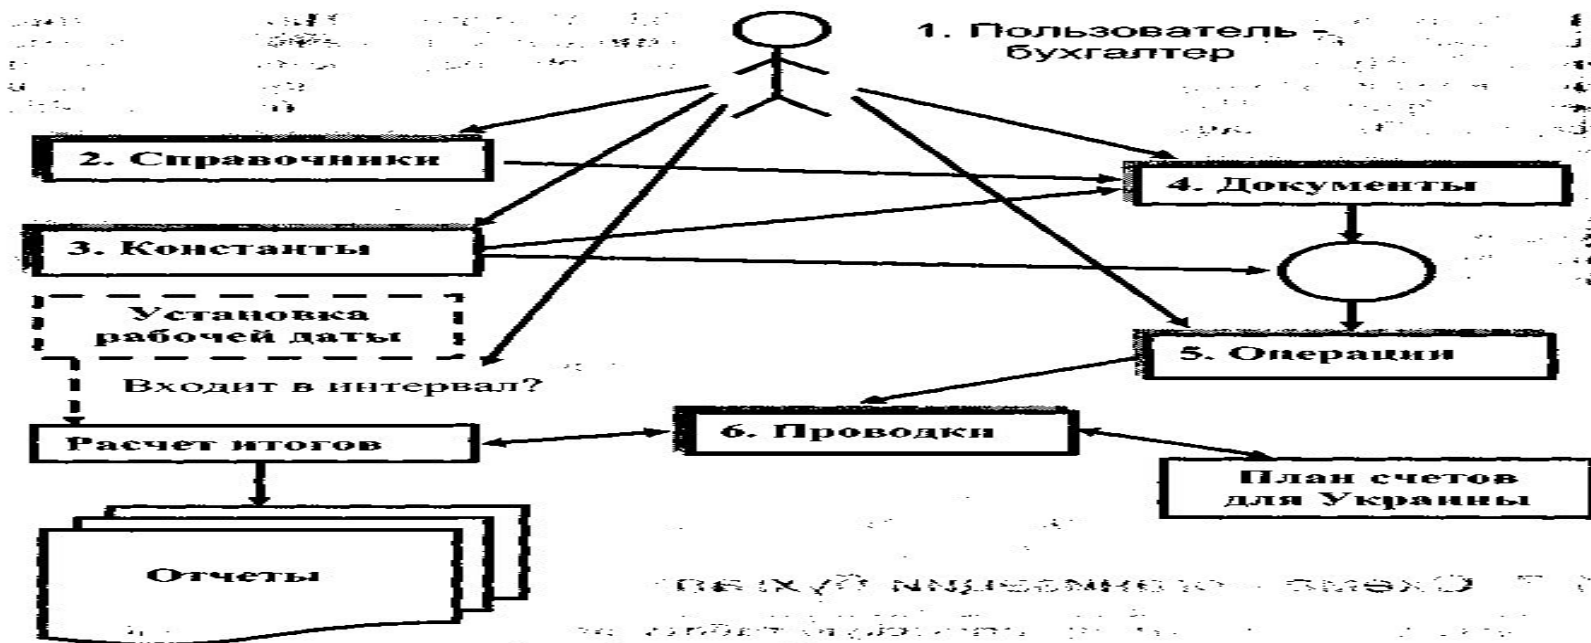 1. Пользователь -
бухгалтер
2. Справочники
4. Документы
3. Константы
Установка
рабочей даты
5. Операции
Входит в интервал?
6. Проводки
Расчет итогов
План счетов
для Украины
Отчеты